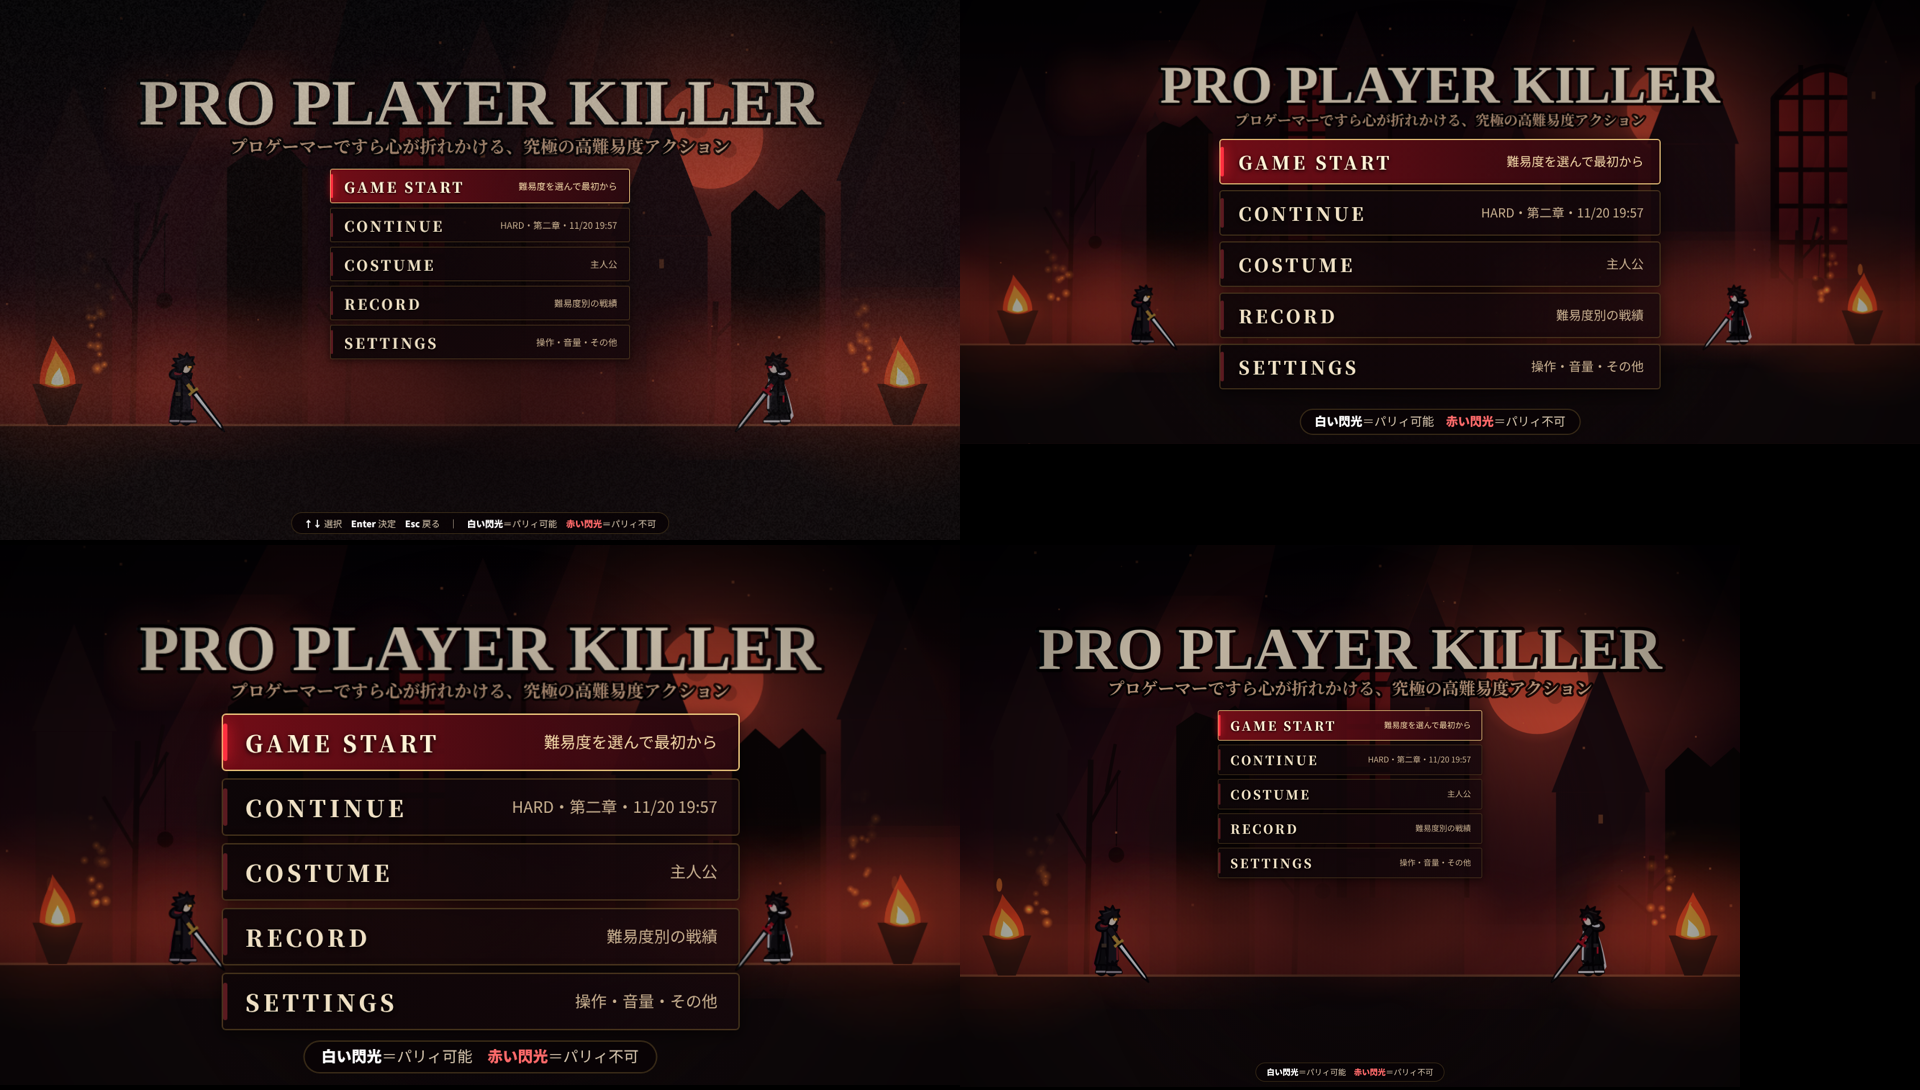 PRO PLAYER KILLER
プロゲーマーですら心が折れかける、究極の高難易度アクション
GAME START 難易度を選んで最初から
CONTINUE HARD・第二章・11/20 19:57
COSTUME 主人公
RECORD 難易度別の戦績
SETTINGS 操作・音量・その他
↑↓ 選択 Enter 決定 Esc 戻る | 白い閃光=パリィ可能 赤い閃光=パリィ不可
PRO PLAYER KILLER
プロゲーマーですら心が折れかける、究極の高難易度アクション
GAME START 難易度を選んで最初から
CONTINUE HARD・第二章・11/20 19:57
COSTUME 主人公
RECORD 難易度別の戦績
SETTINGS 操作・音量・その他
白い閃光=パリィ可能 赤い閃光=パリィ不可
PRO PLAYER KILLER
プロゲーマーですら心が折れかける、究極の高難易度アクション
GAME START 難易度を選んで最初から
CONTINUE HARD・第二章・11/20 19:57
COSTUME 主人公
RECORD 難易度別の戦績
SETTINGS 操作・音量・その他
白い閃光=パリィ可能 赤い閃光=パリィ不可
PRO PLAYER KILLER
プロゲーマーですら心が折れかける、究極の高難易度アクション
GAME START 難易度を選んで最初から
CONTINUE HARD・第二章・11/20 19:57
COSTUME 主人公
RECORD 難易度別の戦績
SETTINGS 操作・音量・その他
白い閃光=パリィ可能 赤い閃光=パリィ不可